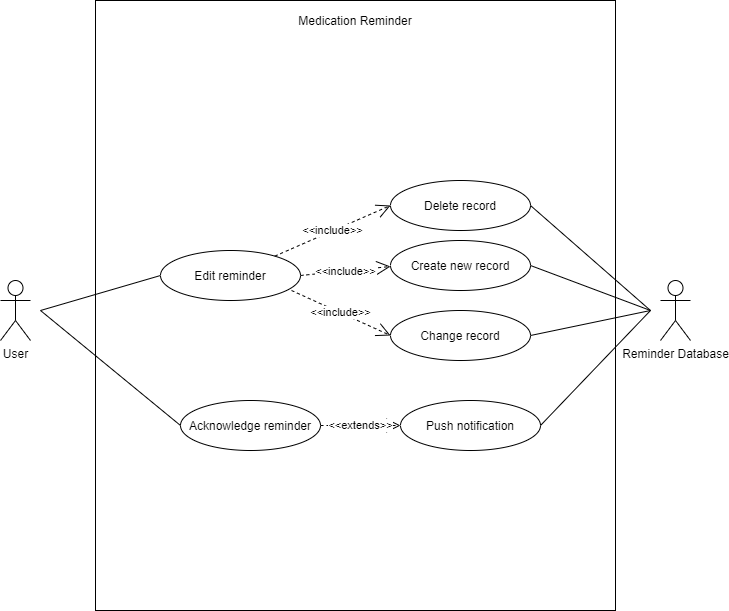 Medication Reminder
Delete record
<<include>>
Edit reminder
<<include>>
Create new record
<<include>>
Change record
User
Reminder Database
Acknowledge reminder
<<extends>>
Push notification